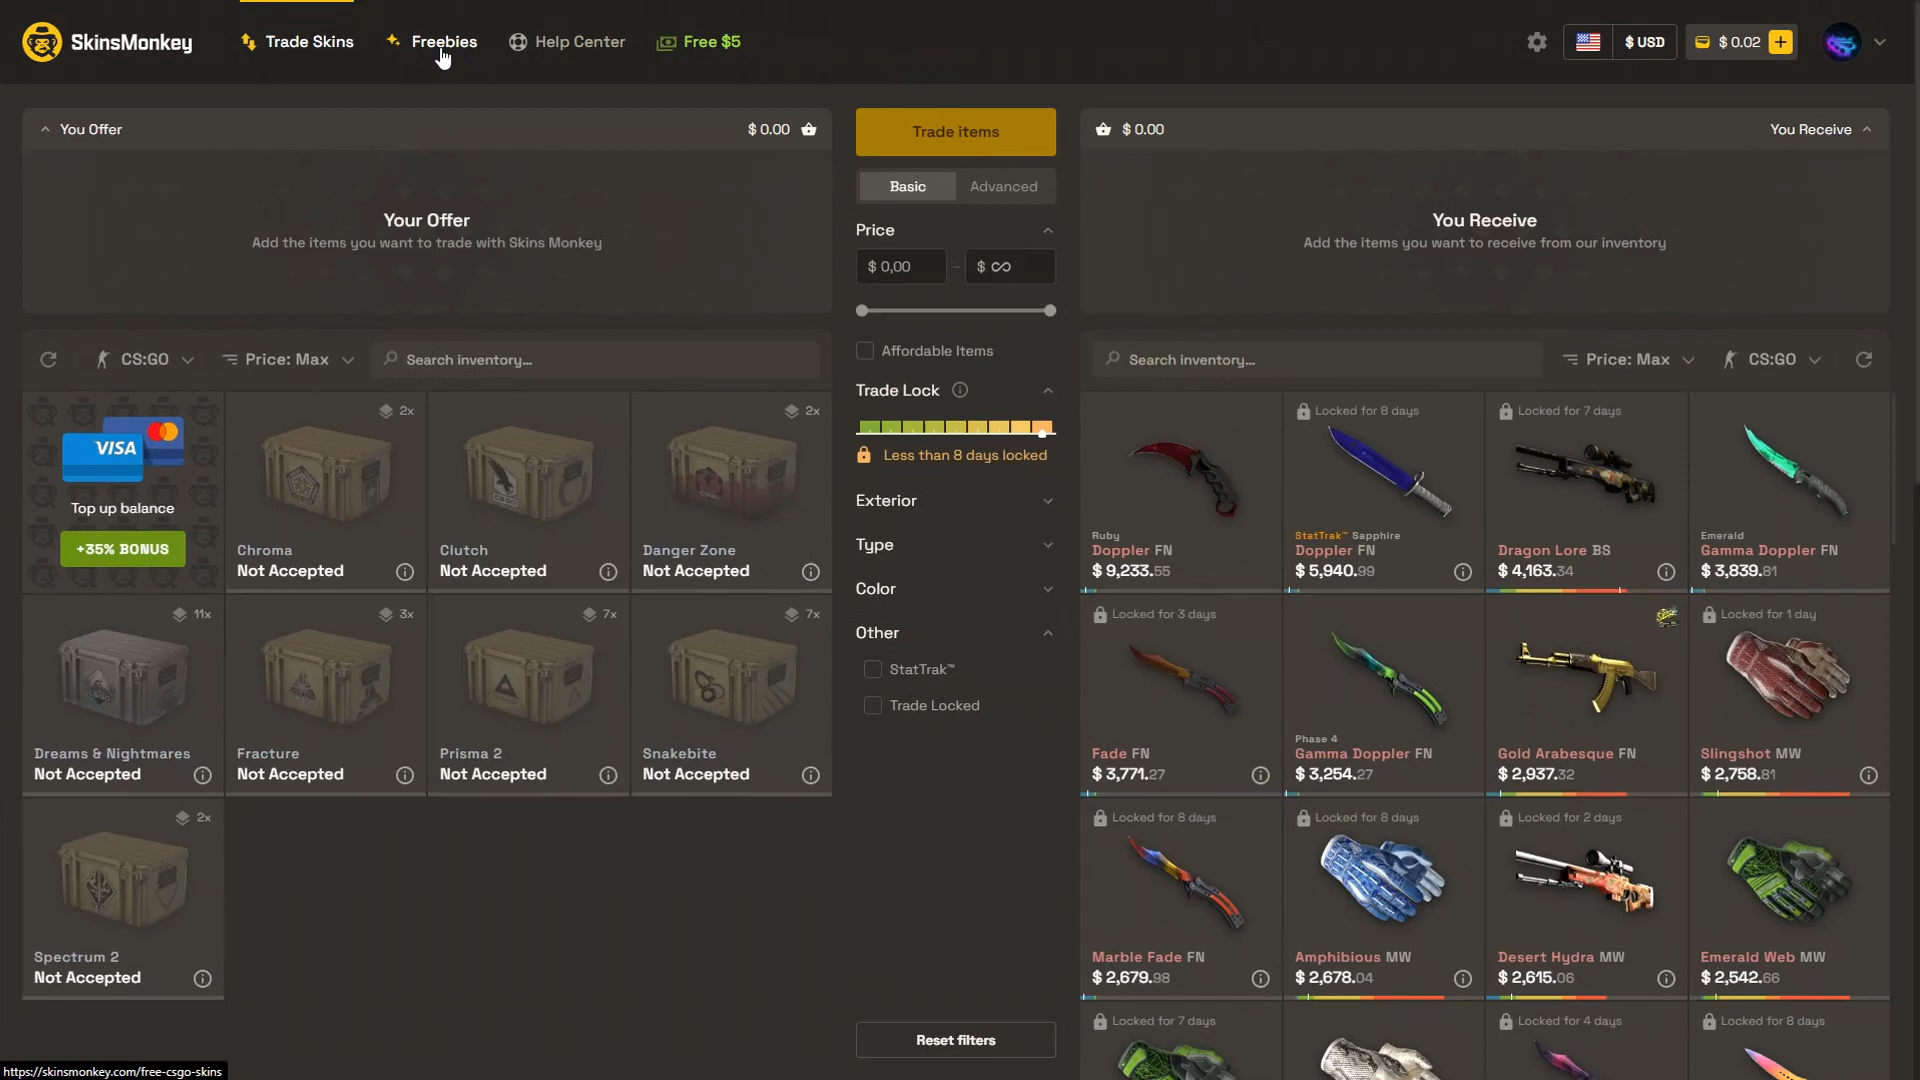 SkinsMonkey
Trade Skins
Freebies
Help Center
Free $5
$ USD
$ 0.02
You Offer
$ 0.00
Your Offer
Add the items you want to trade with Skins Monkey
Trade items
Basic
Advanced
Price
$ 0,00
-
$ ∞
Affordable Items
Trade Lock
Less than 8 days locked
Exterior
Type
Color
Other
StatTrak™
Trade Locked
Reset filters
$ 0.00
You Receive
You Receive
Add the items you want to receive from our inventory
CS:GO
Price: Max
Search inventory...
VISA
Top up balance
+35% BONUS
2x
Chroma
Not Accepted
Clutch
Not Accepted
2x
Danger Zone
Not Accepted
11x
Dreams & Nightmares
Not Accepted
3x
Fracture
Not Accepted
7x
Prisma 2
Not Accepted
7x
Snakebite
Not Accepted
2x
Spectrum 2
Not Accepted
Search inventory...
Price: Max
CS:GO
Ruby
Doppler FN
$ 9,233.55
Locked for 8 days
StatTrak™ Sapphire
Doppler FN
$ 5,940.99
Locked for 7 days
Dragon Lore BS
$ 4,163.34
Emerald
Gamma Doppler FN
$ 3,839.81
Locked for 3 days
Fade FN
$ 3,771.27
Phase 4
Gamma Doppler FN
$ 3,254.27
Gold Arabesque FN
$ 2,937.32
Locked for 1 day
Slingshot MW
$ 2,758.81
Locked for 8 days
Marble Fade FN
$ 2,679.98
Locked for 8 days
Amphibious MW
$ 2,678.04
Locked for 2 days
Desert Hydra MW
$ 2,615.06
Emerald Web MW
$ 2,542.66
Locked for 7 days
Locked for 4 days
Locked for 8 days
https://skinsmonkey.com/free-csgo-skins